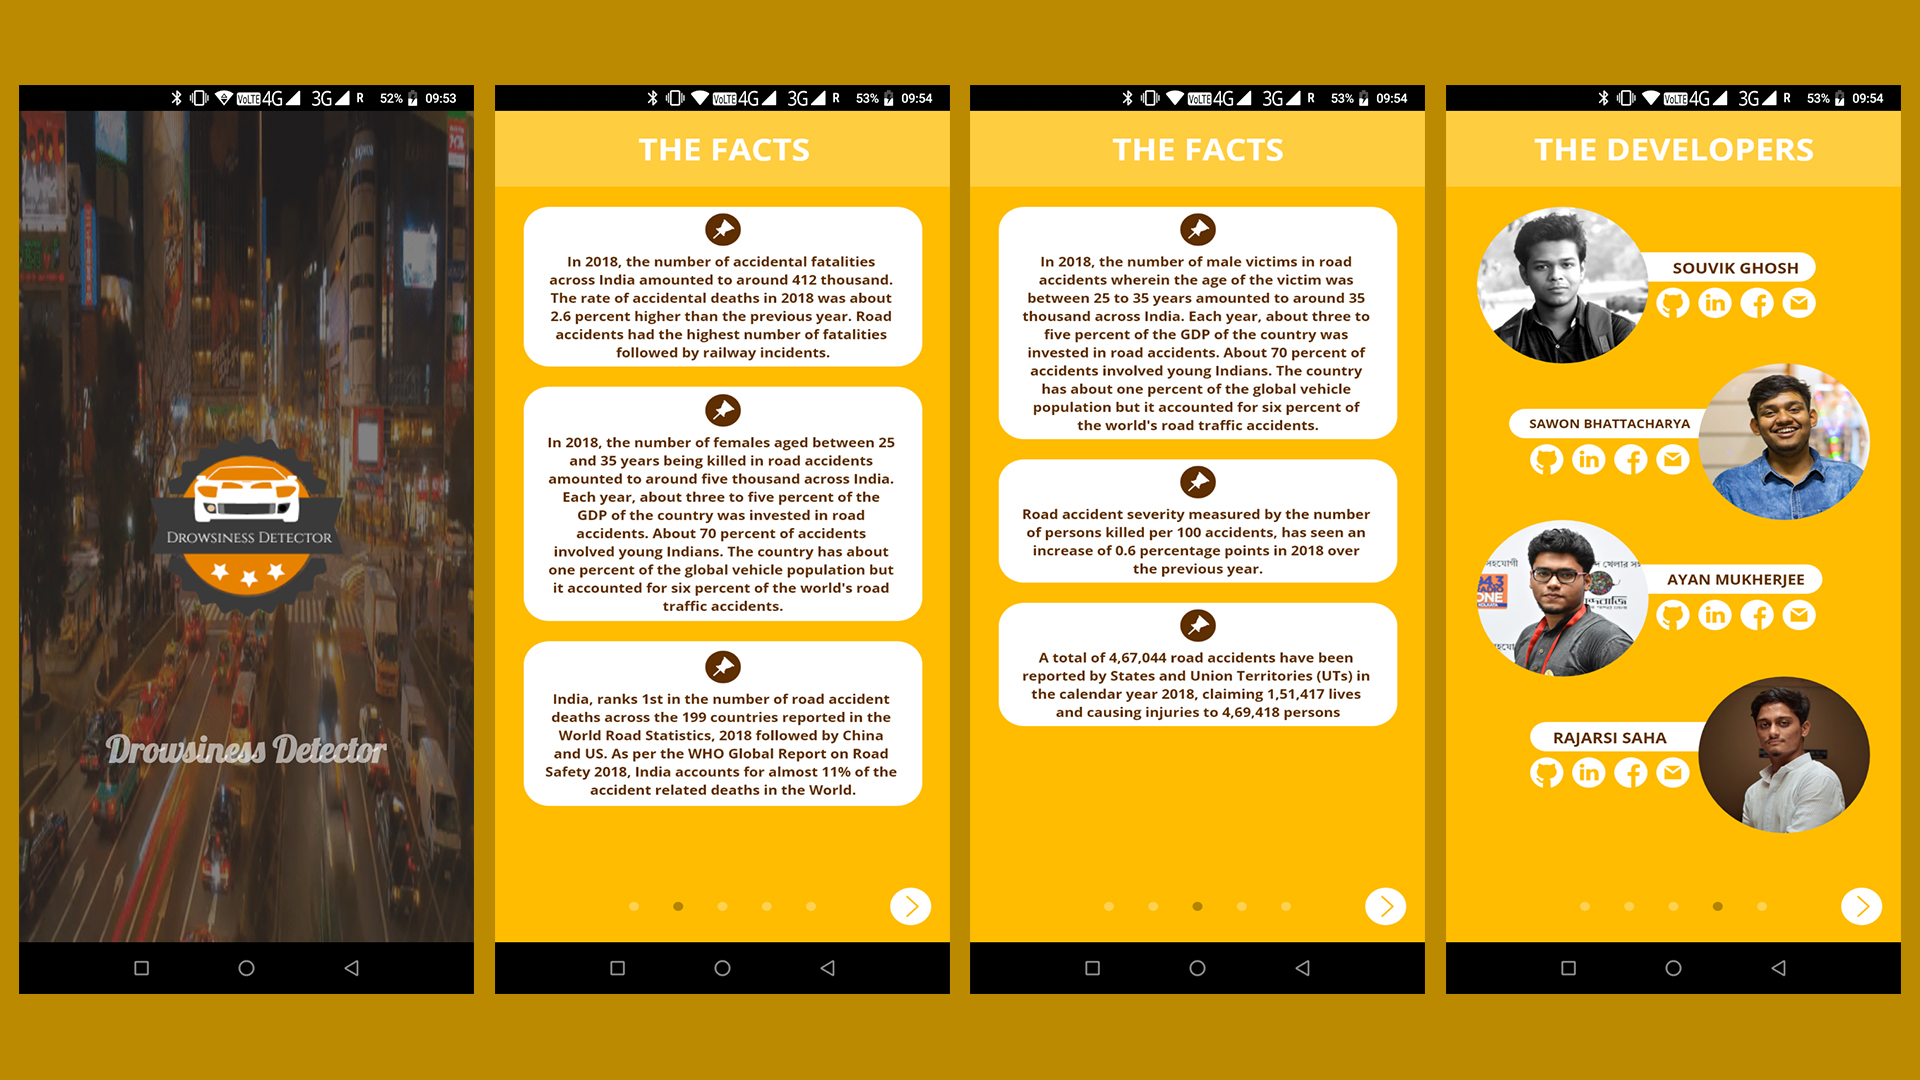 VoLTE 4G 3G R 52% 09:53
DROWSINESS DETECTOR
Drowsiness Detector
VoLTE 4G 3G R 53% 09:54
THE FACTS
In 2018, the number of accidental fatalities
across India amounted to around 412 thousand.
The rate of accidental deaths in 2018 was about
2.6 percent higher than the previous year. Road
accidents had the highest number of fatalities
followed by railway incidents.
In 2018, the number of females aged between 25
and 35 years being killed in road accidents
amounted to around five thousand across India.
Each year, about three to five percent of the
GDP of the country was invested in road
accidents. About 70 percent of accidents
involved young Indians. The country has about
one percent of the global vehicle population but
it accounted for six percent of the world's road
traffic accidents.
India, ranks 1st in the number of road accident
deaths across the 199 countries reported in the
World Road Statistics, 2018 followed by China
and US. As per the WHO Global Report on Road
Safety 2018, India accounts for almost 11% of the
accident related deaths in the World.
VoLTE 4G 3G R 53% 09:54
THE FACTS
In 2018, the number of male victims in road
accidents wherein the age of the victim was
between 25 to 35 years amounted to around 35
thousand across India. Each year, about three to
five percent of the GDP of the country was
invested in road accidents. About 70 percent of
accidents involved young Indians. The country
has about one percent of the global vehicle
population but it accounted for six percent of
the world's road traffic accidents.
Road accident severity measured by the number
of persons killed per 100 accidents, has seen an
increase of 0.6 percentage points in 2018 over
the previous year.
A total of 4,67,044 road accidents have been
reported by States and Union Territories (UTs) in
the calendar year 2018, claiming 1,51,417 lives
and causing injuries to 4,69,418 persons
VoLTE 4G 3G R 53% 09:54
THE DEVELOPERS
SOUVIK GHOSH
in
SAWON BHATTACHARYA
in
AYAN MUKHERJEE
in
RAJARSI SAHA
in